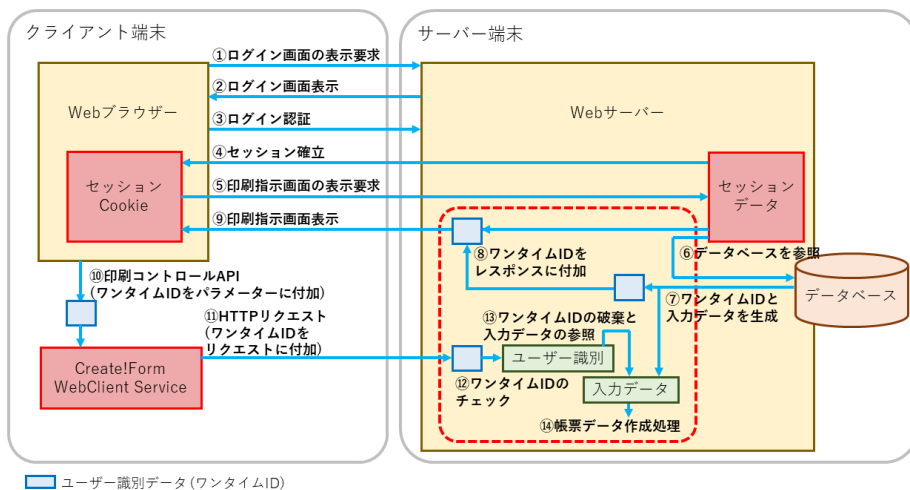 クライアント端末
サーバー端末
①ログイン画面の表示要求
②ログイン画面表示
Webブラウザー
Webサーバー
③ログイン認証
④セッション確立
セッション
Cookie
⑤印刷指示画面の表示要求
セッション
データ
⑨印刷指示画面表示
⑧ワンタイムIDを
レスポンスに付加
⑥データベースを参照
データベース
⑩印刷コントロールAPI
(ワンタイムIDをパラメーターに付加)
⑦ワンタイムIDと
入力データを生成
⑪HTTPリクエスト
(ワンタイムIDを
リクエストに付加)
⑬ワンタイムIDの破棄と
入力データの参照
Create!Form
WebClient Service
ユーザー識別
⑫ワンタイムIDの
チェック
入力データ
⑭帳票データ作成処理
ユーザー識別データ(ワンタイムID)